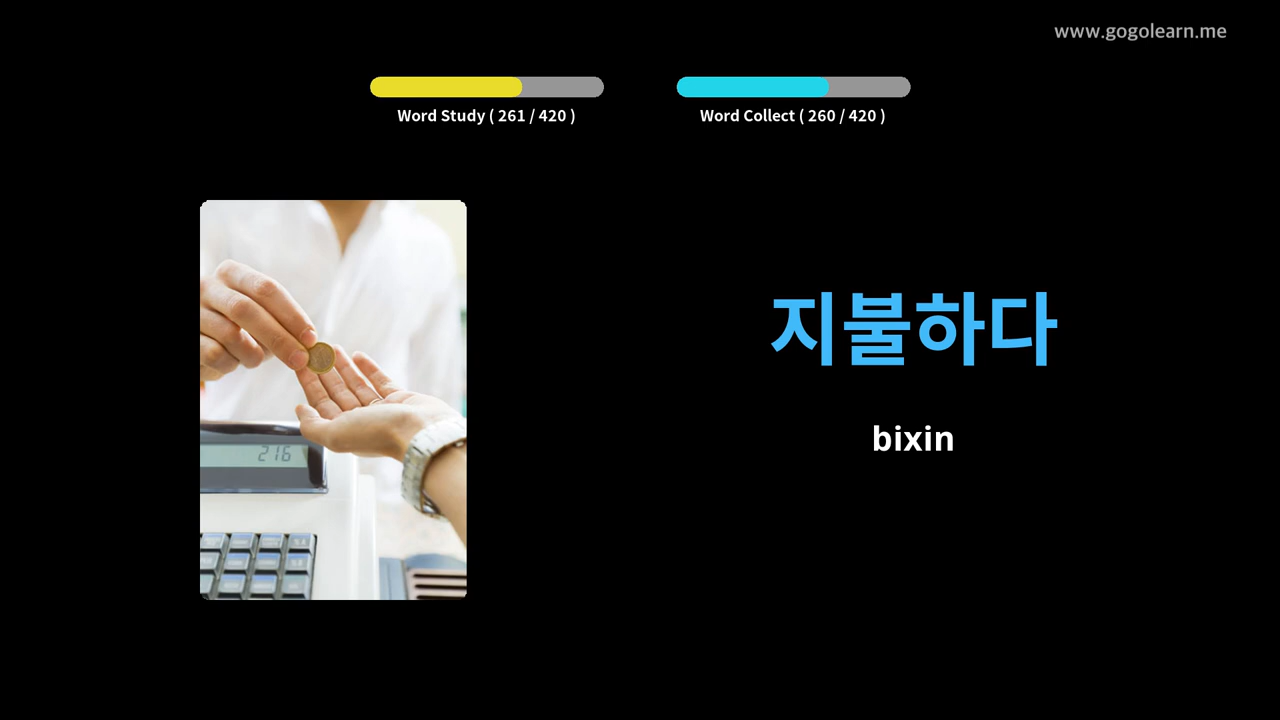 www.gogolearn.me
Word Study ( 261 / 420 )
Word Collect ( 260 / 420 )
지불하다
bixin
216